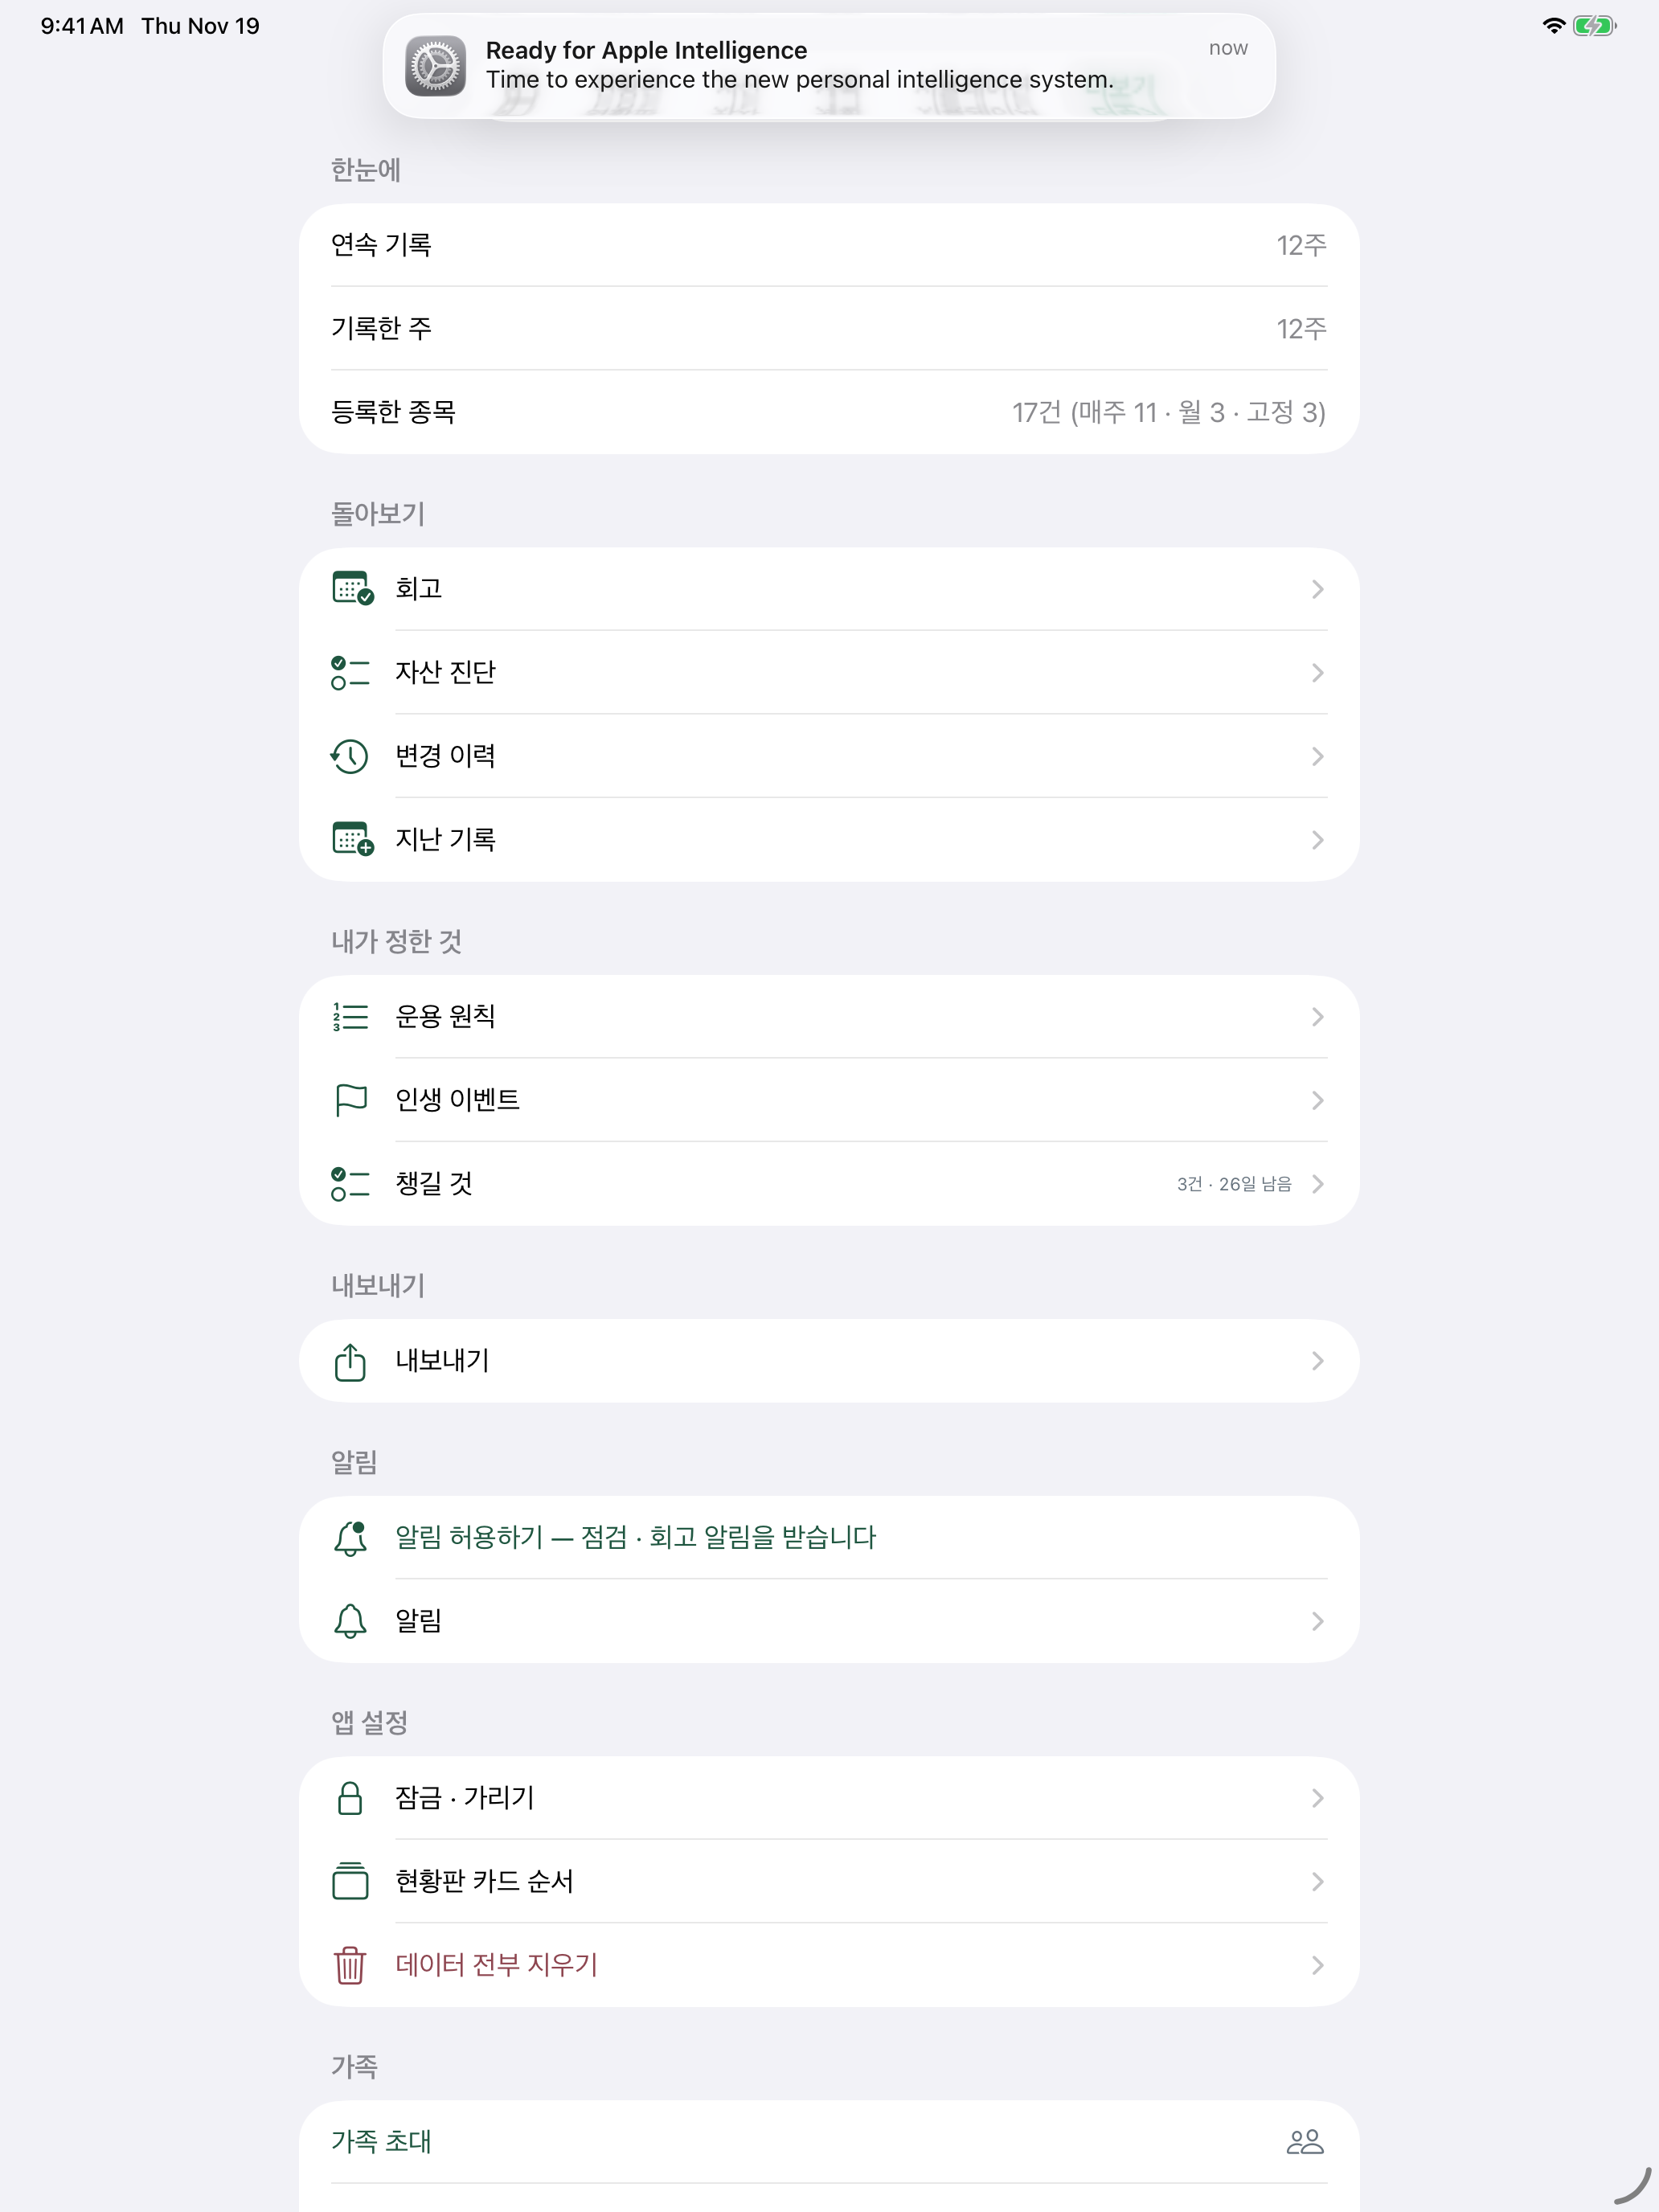 9:41 AM Thu Nov 19
Ready for Apple Intelligence
now
Time to experience the new personal intelligence system.
한눈에
연속 기록 12주
기록한 주 12주
등록한 종목 17건 (매주 11 · 월 3 · 고정 3)
돌아보기
회고
자산 진단
변경 이력
지난 기록
내가 정한 것
운용 원칙
인생 이벤트
챙길 것 3건 · 26일 남음
내보내기
내보내기
알림
알림 허용하기 — 점검 · 회고 알림을 받습니다
알림
앱 설정
잠금 · 가리기
현황판 카드 순서
데이터 전부 지우기
가족
가족 초대